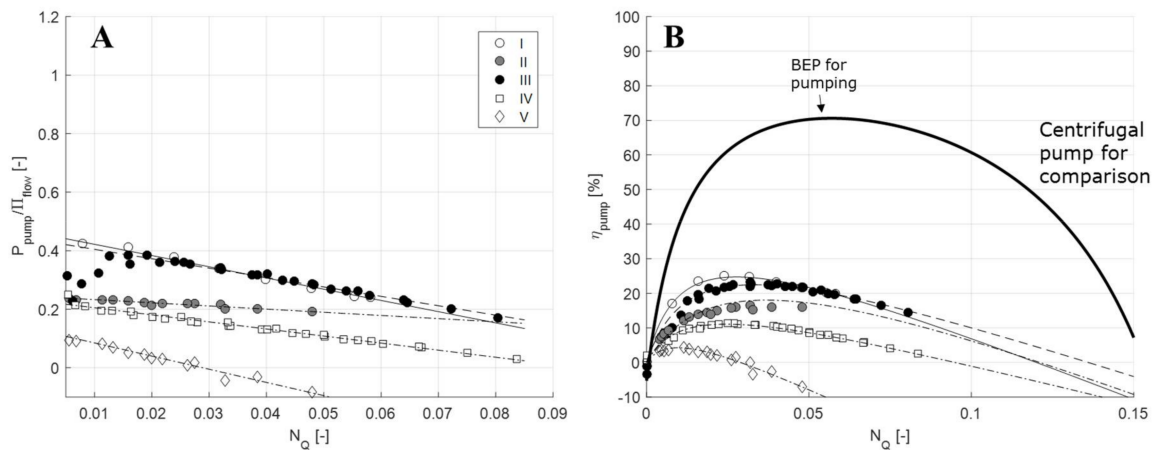 A
1.2
1
0.8
0.6
0.4
0.2
0
P_pump/Π_flow [-]
0.01 0.02 0.03 0.04 0.05 0.06 0.07 0.08 0.09
N_Q [-]
I
II
III
IV
V
B
100
90
80
70
60
50
40
30
20
10
0
-10
η_pump [%]
BEP for
pumping
Centrifugal
pump for
comparison
0 0.05 0.1 0.15
N_Q [-]